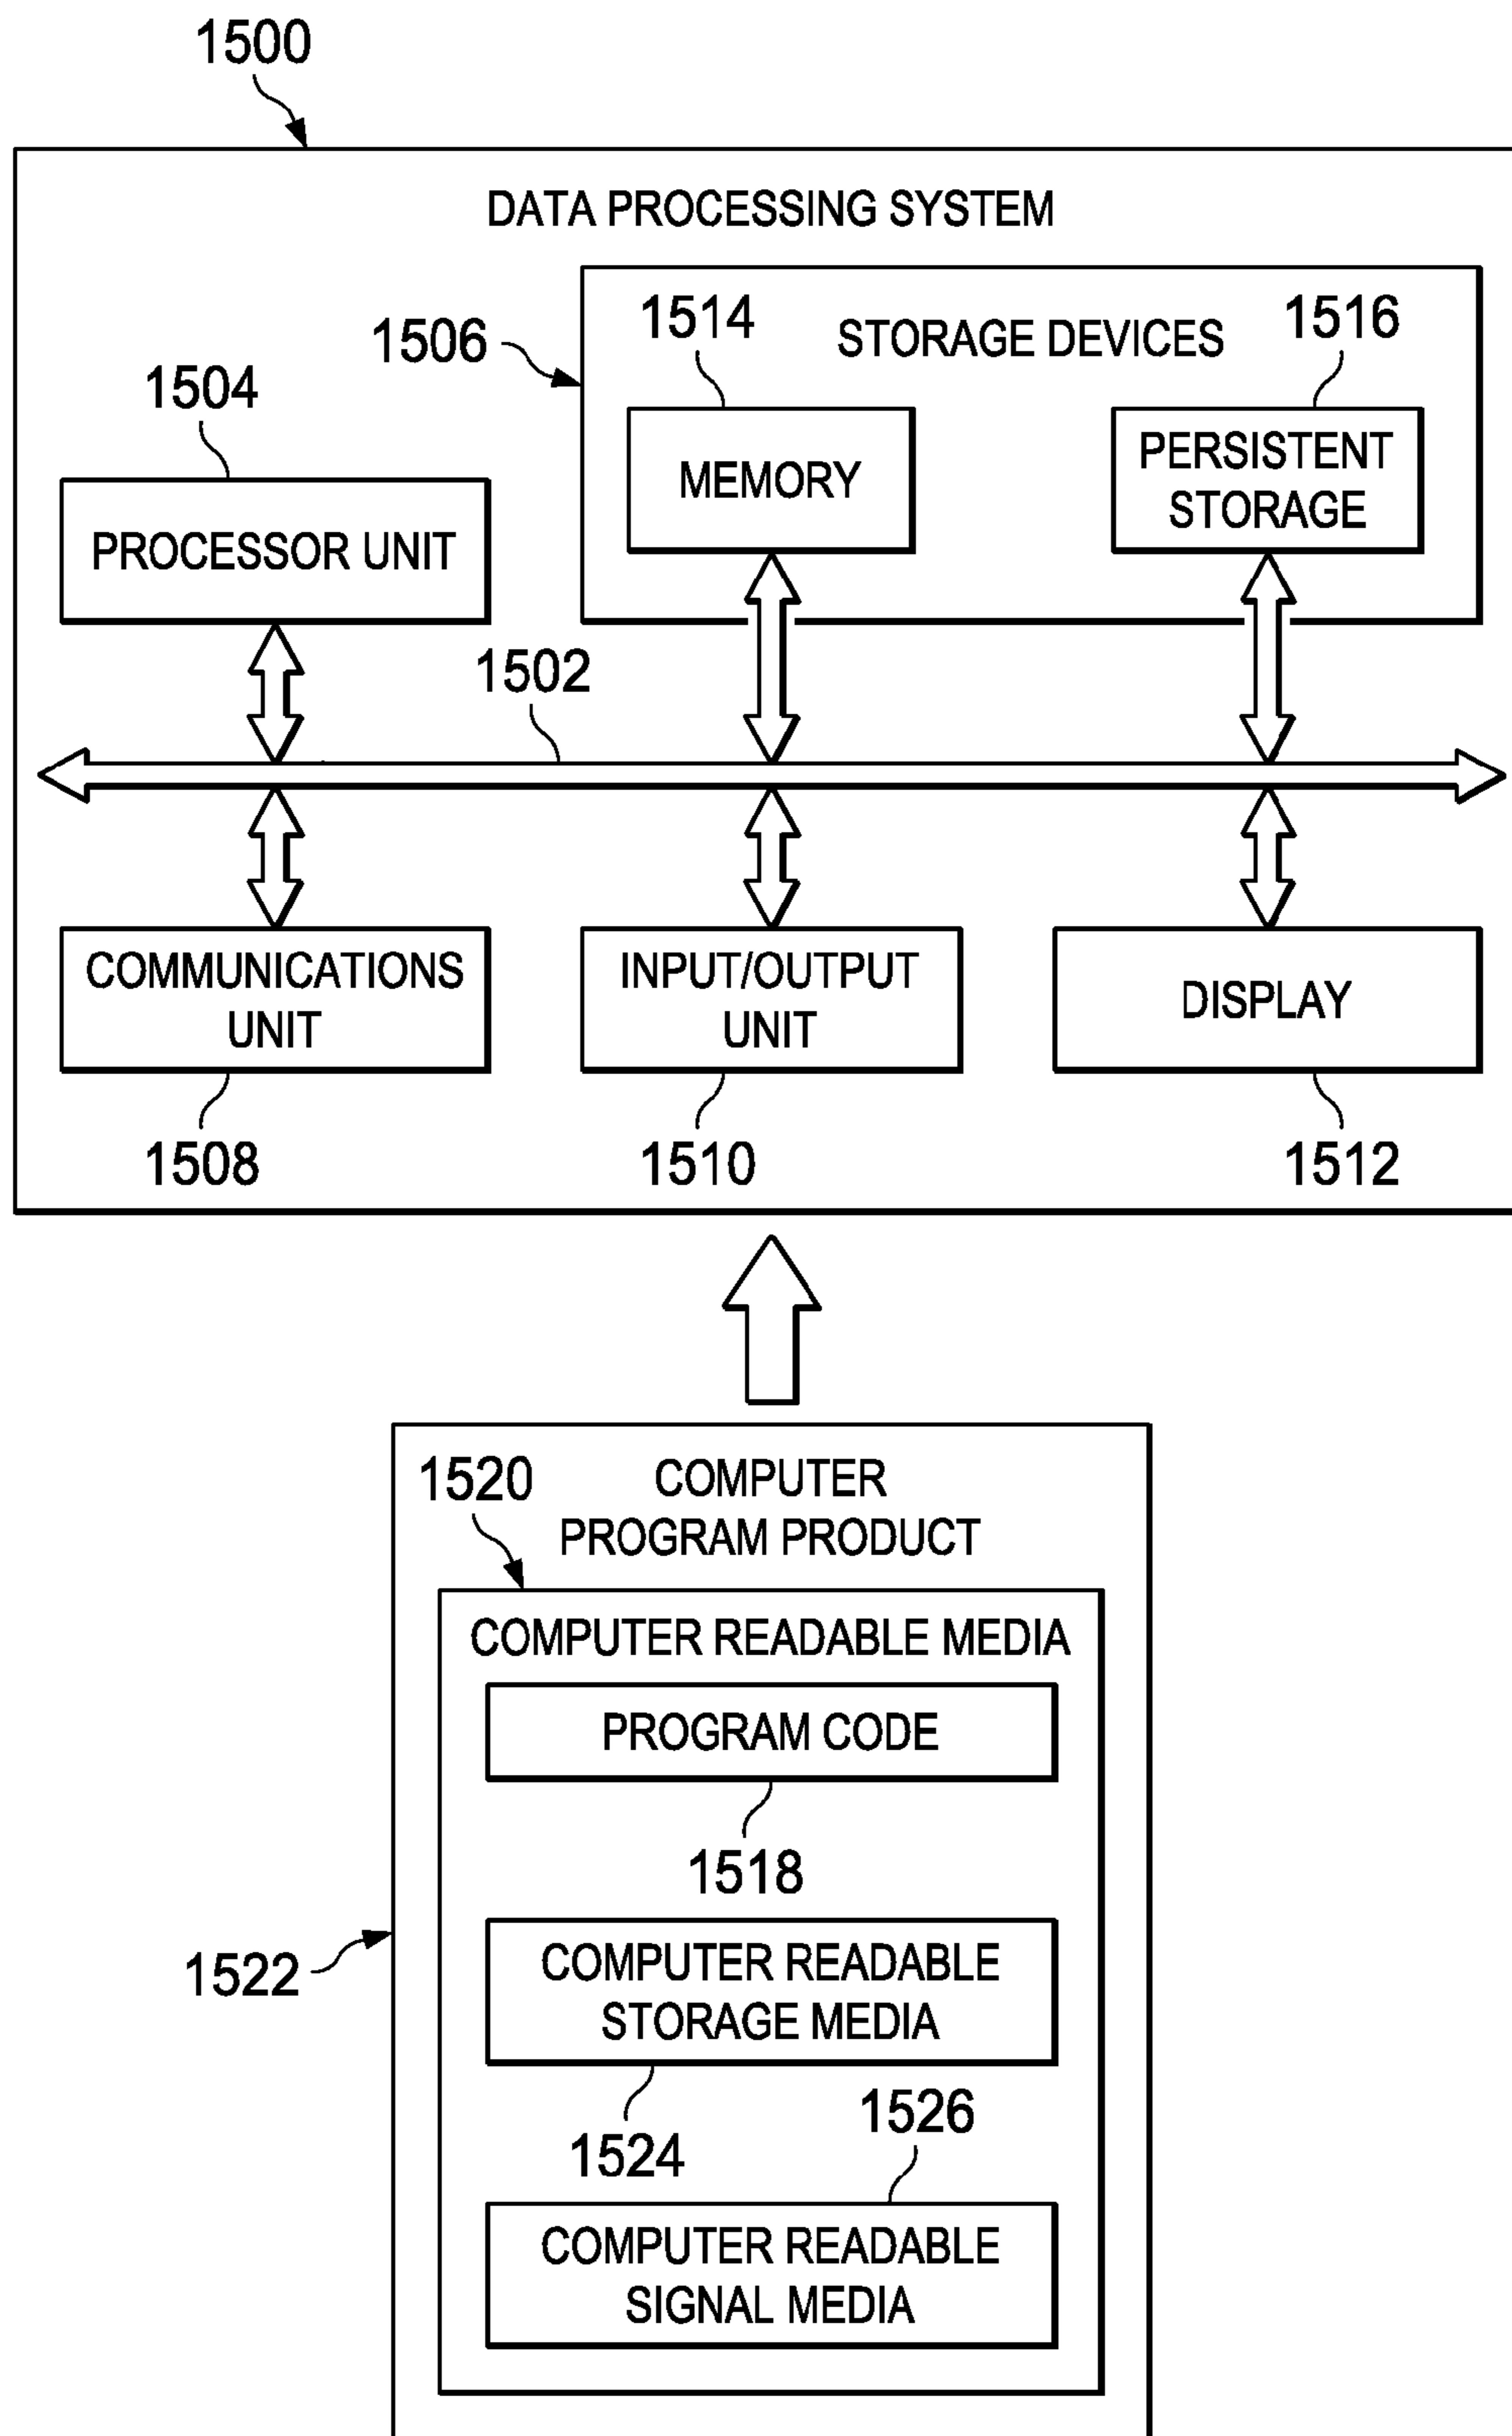 1500
DATA PROCESSING SYSTEM
1506
1514
STORAGE DEVICES
1516
1504
MEMORY
PERSISTENT
STORAGE
PROCESSOR UNIT
1502
COMMUNICATIONS
UNIT
INPUT/OUTPUT
UNIT
DISPLAY
1508
1510
1512
1520
COMPUTER
PROGRAM PRODUCT
COMPUTER READABLE MEDIA
PROGRAM CODE
1518
1522
COMPUTER READABLE
STORAGE MEDIA
1524
1526
COMPUTER READABLE
SIGNAL MEDIA